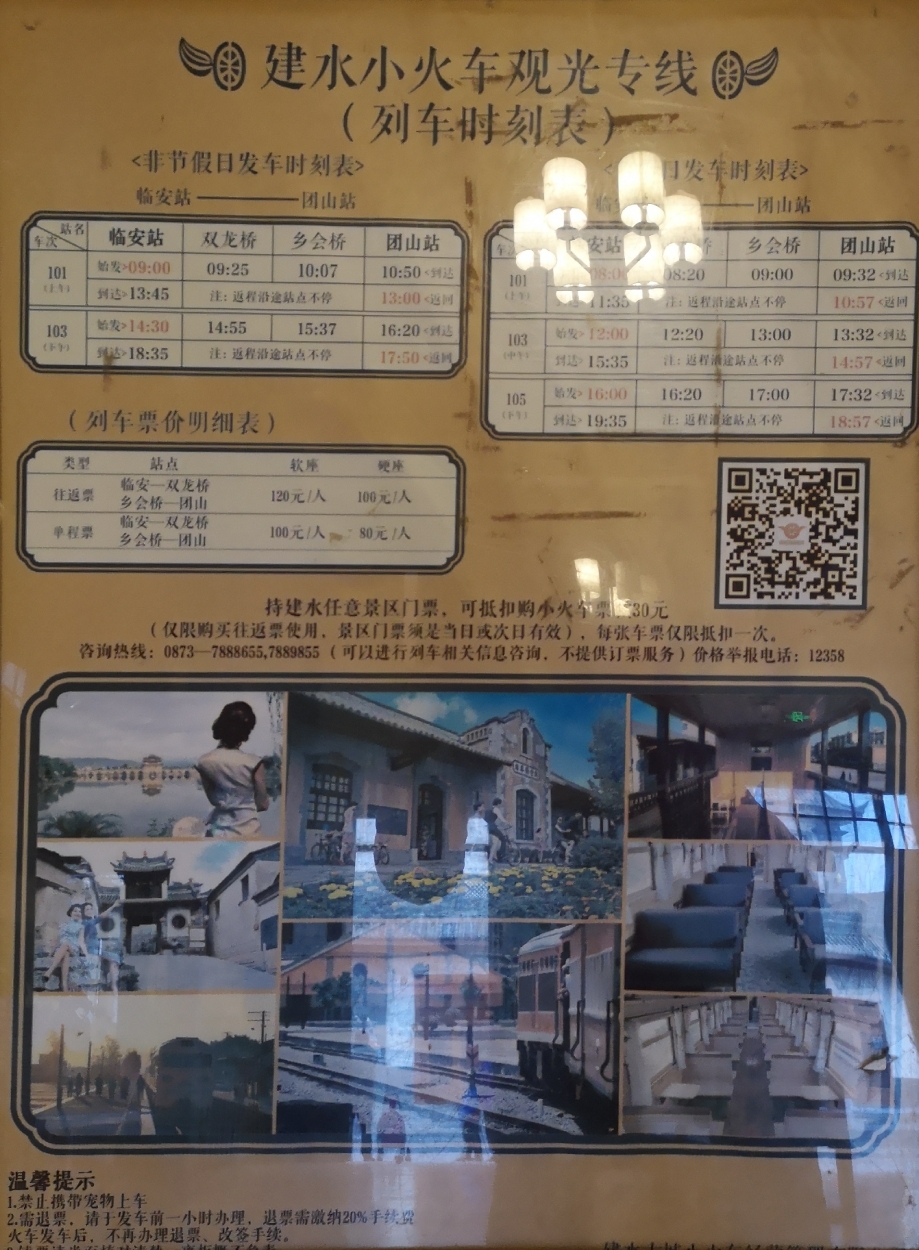 建水小火车观光专线
（列车时刻表）
<非节假日发车时刻表>
临安站————团山站
站名 车次 临安站 双龙桥 乡会桥 团山站
101 （上午） 始发>09:00 09:25 10:07 10:50<到达
到达>13:45 注：返程沿途站点不停 13:00<返回
103 （下午） 始发>14:30 14:55 15:37 16:20<到达
到达>18:35 注：返程沿途站点不停 17:50<返回
日发车时刻表>
团山站
车次 安站 乡会桥 团山站
101 （上午） 08:20 09:00 09:32<到达
11:35 注：返程沿途站点不停 10:57<返回
103 （中午） 始发>12:00 12:20 13:00 13:32<到达
到达>15:35 注：返程沿途站点不停 14:57<返回
105 （下午） 始发>16:00 16:20 17:00 17:32<到达
到达>19:35 注：返程沿途站点不停 18:57<返回
（列车票价明细表）
类型 站点 软座 硬座
往返票 临安—双龙桥 乡会桥—团山 120元/人 100元/人
单程票 临安—双龙桥 乡会桥—团山 100元/人 80元/人
持建水任意景区门票，可抵扣购小火车票 30元
（仅限购买往返票使用，景区门票须是当日或次日有效），每张车票仅限抵扣一次。
咨询热线：0873—7888655,7889855（可以进行列车相关信息咨询，不提供订票服务）价格举报电话：12358
温馨提示
1.禁止携带宠物上车
2.需退票，请于发车前一小时办理，退票需缴纳20%手续费
火车发车后，不再办理退票、改签手续。